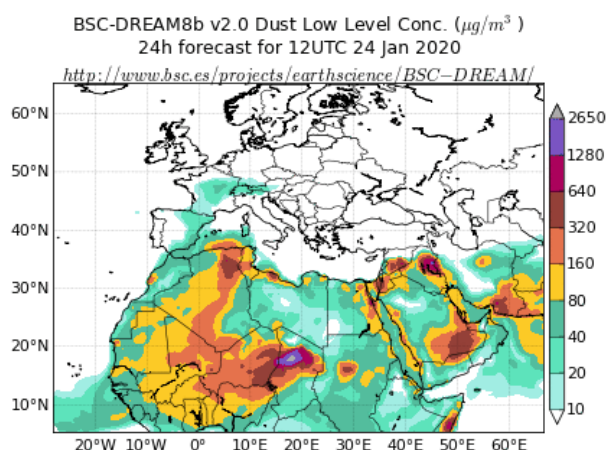 BSC-DREAM8b v2.0 Dust Low Level Conc. (μg/m³ )
24h forecast for 12UTC 24 Jan 2020
http://www.bsc.es/projects/earthscience/BSC−DREAM/
60°N
50°N
40°N
30°N
20°N
10°N
20°W 10°W 0° 10°E 20°E 30°E 40°E 50°E 60°E
2650
1280
640
320
160
80
40
20
10